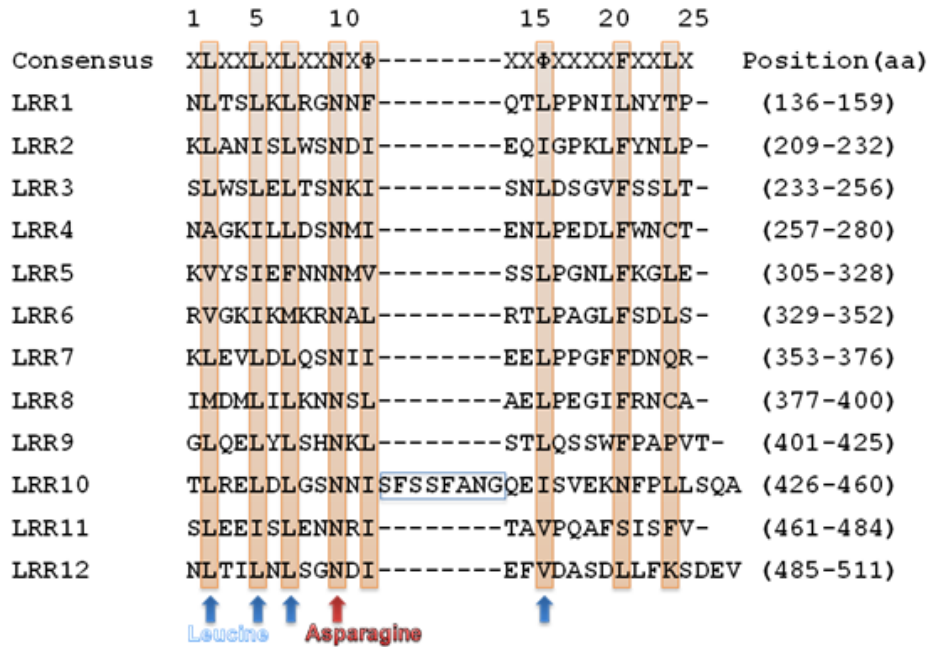 1 5 10 15 20 25
Consensus XLXXLXLXXNXΦ--------XXΦXXXXFXXLX Position(aa)
LRR1 NLTSLKLRGNNF--------QTLPPNILNYTP- (136-159)
LRR2 KLANISLWSNDI--------EQIGPKLFYNLP- (209-232)
LRR3 SLWSLELTSNKI--------SNLDSGVFSSLT- (233-256)
LRR4 NAGKILLDSNMI--------ENLPEDLFWNCT- (257-280)
LRR5 KVYSIEFNNNMV--------SSLPGNLFKGLE- (305-328)
LRR6 RVGKIKMKRNAL--------RTLPAGLFSDLS- (329-352)
LRR7 KLEVLDLQSNII--------EELPPGFFDNQR- (353-376)
LRR8 IMDMLILKNNSL--------AELPEGIFRNCA- (377-400)
LRR9 GLQELYLSHNKL--------STLQSSWFPAPVT- (401-425)
LRR10 TLRELDLGSNNISFSSFANGQEISVEKNFPLLSQA (426-460)
LRR11 SLEEISLENNRI--------TAVPQAFSISFV- (461-484)
LRR12 NLTILNLSGNDI--------EFVDASDLLFKSDEV (485-511)
Leucine Asparagine